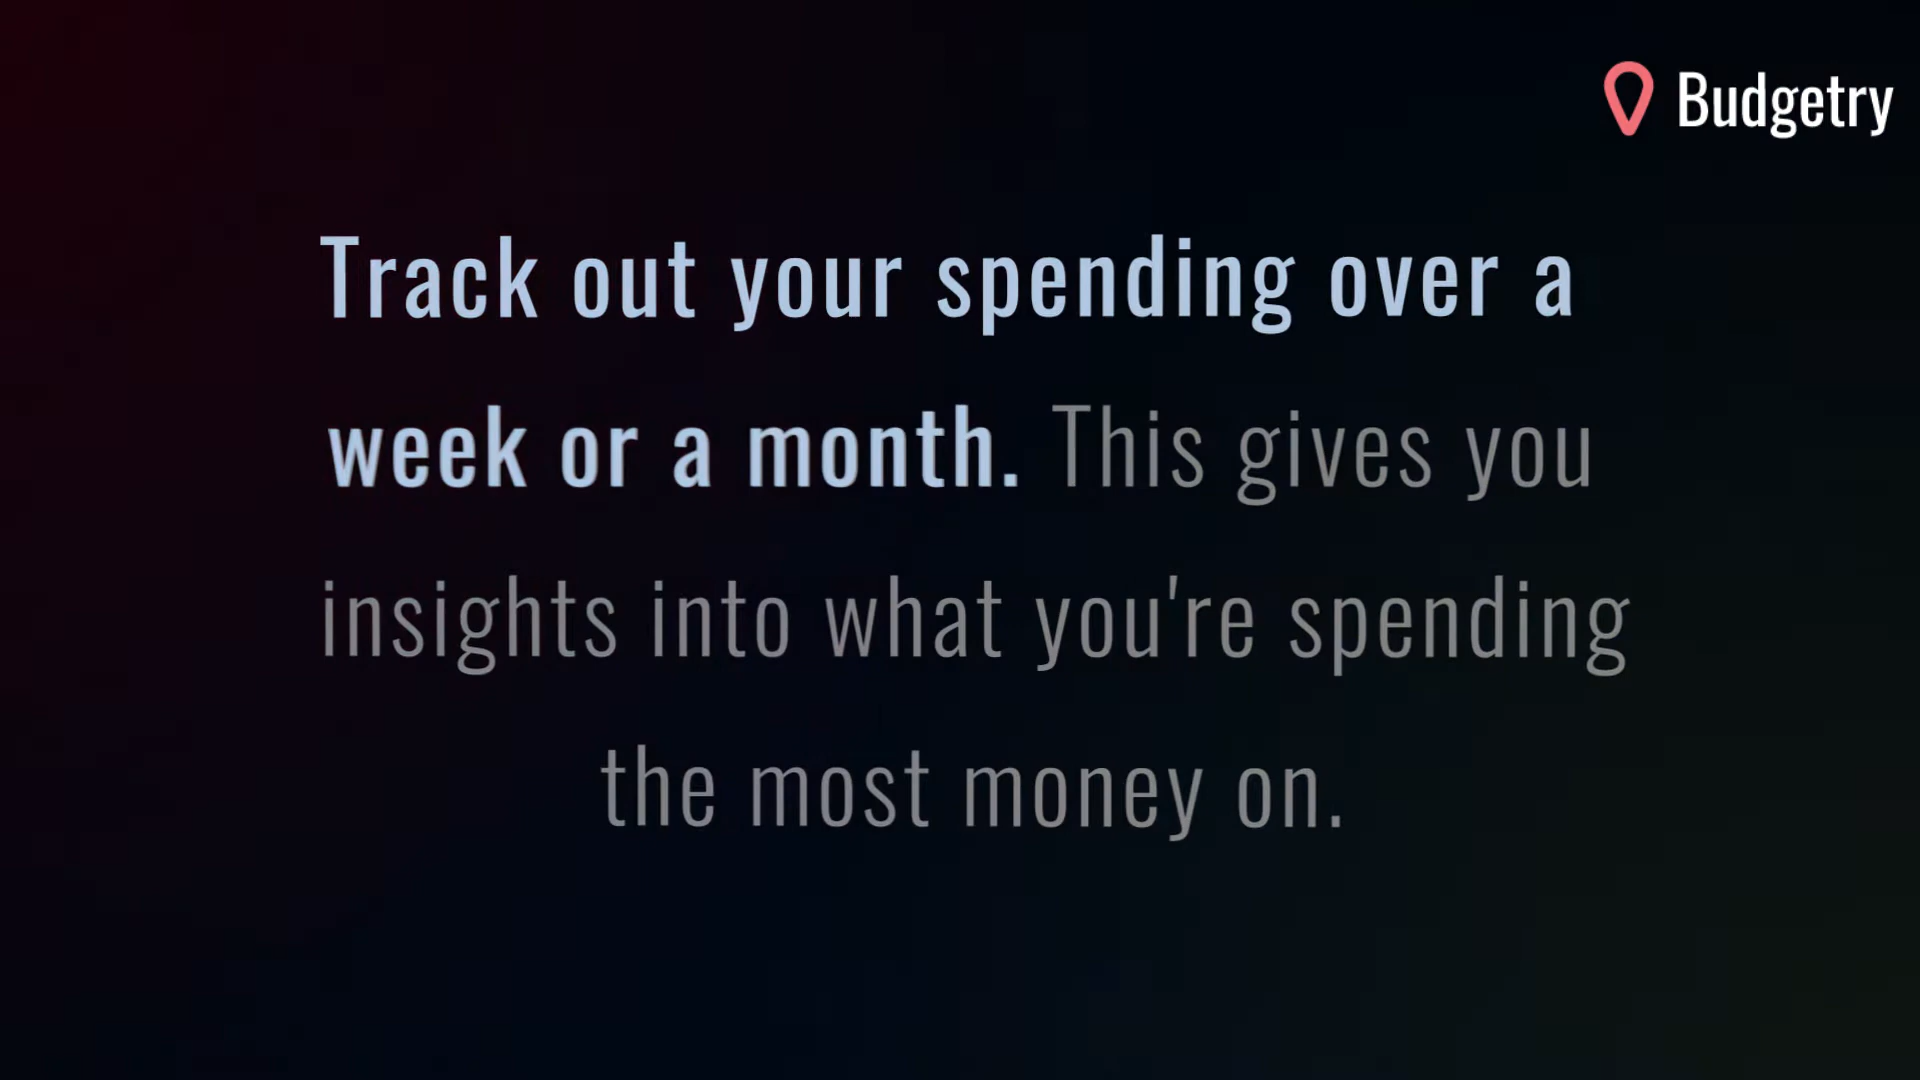 Budgetry
Track out your spending over a
week or a month. This gives you
insights into what you're spending
the most money on.